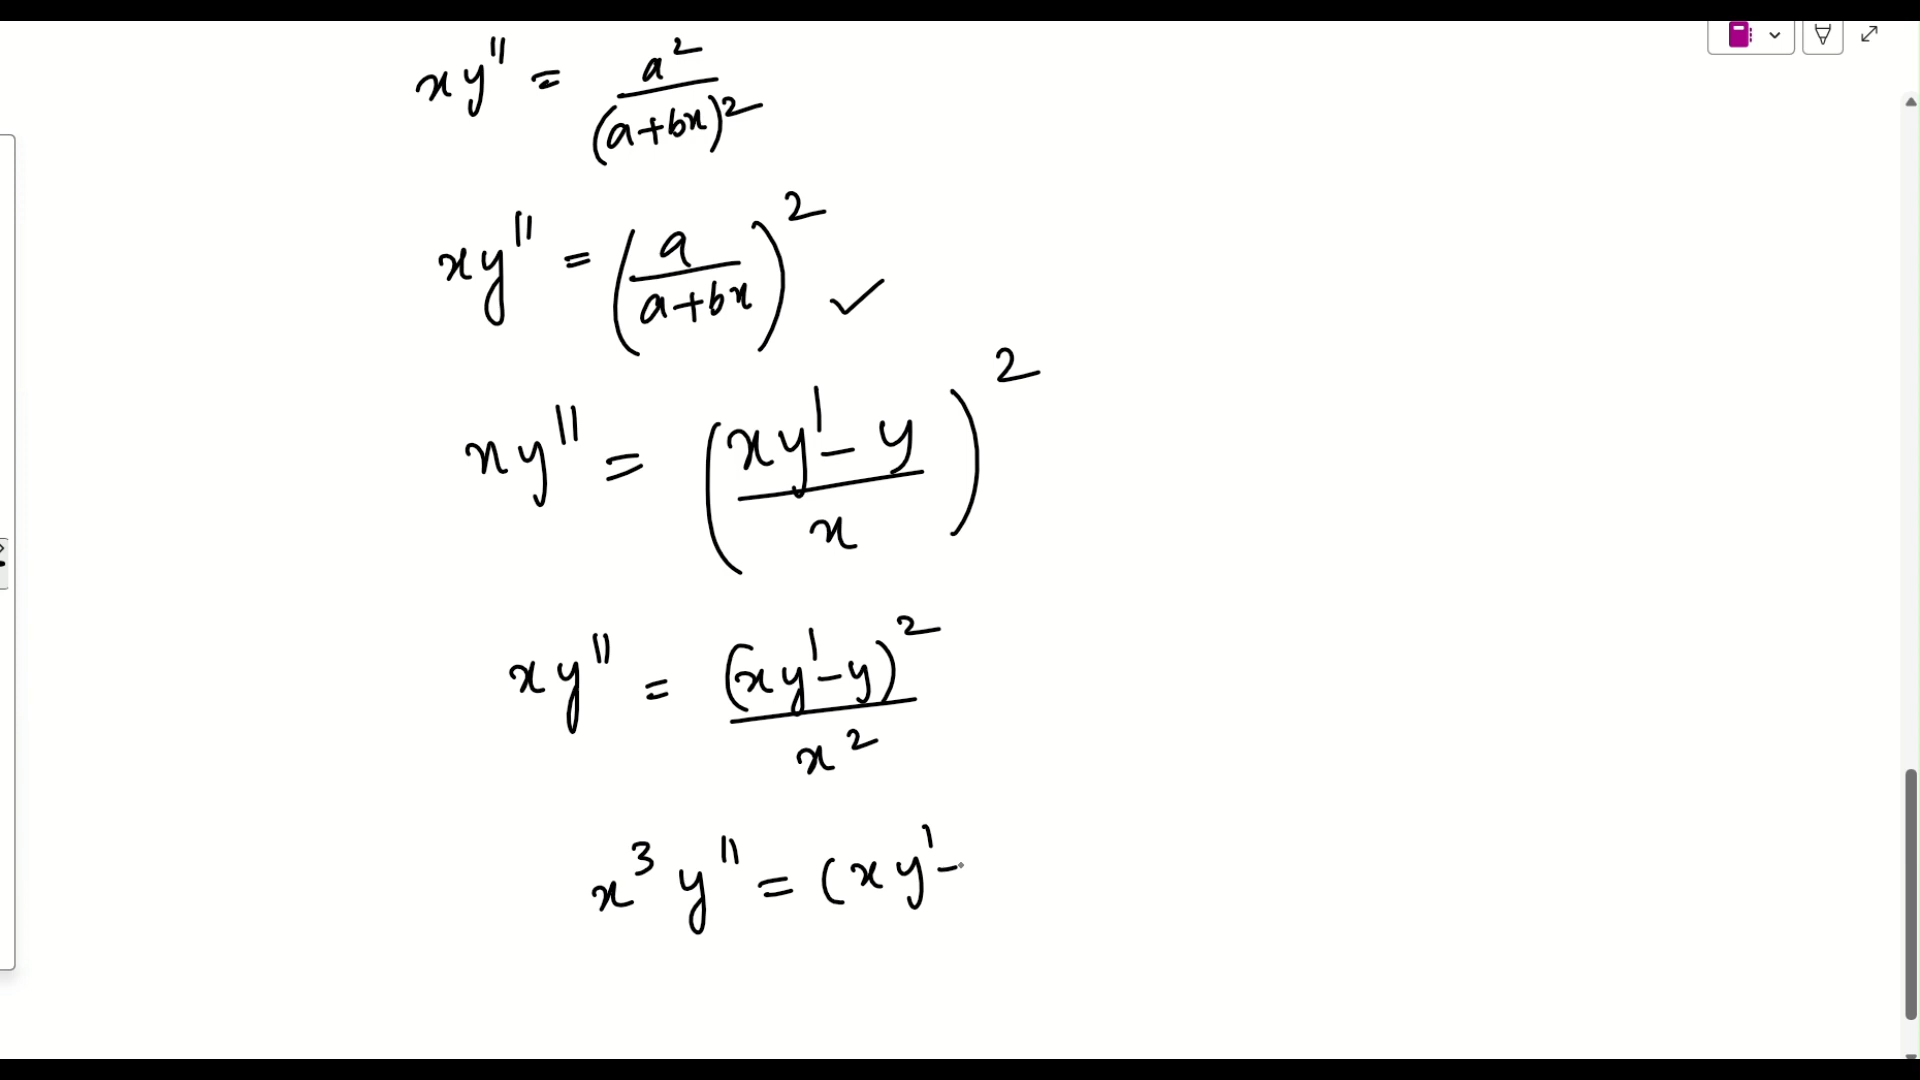 xy'' = a²/(a+bx)²
xy'' = (a/(a+bx))² ✓
xy'' = ((xy'−y)/x)²
xy'' = (xy'−y)²/x²
x³y'' = (xy'−